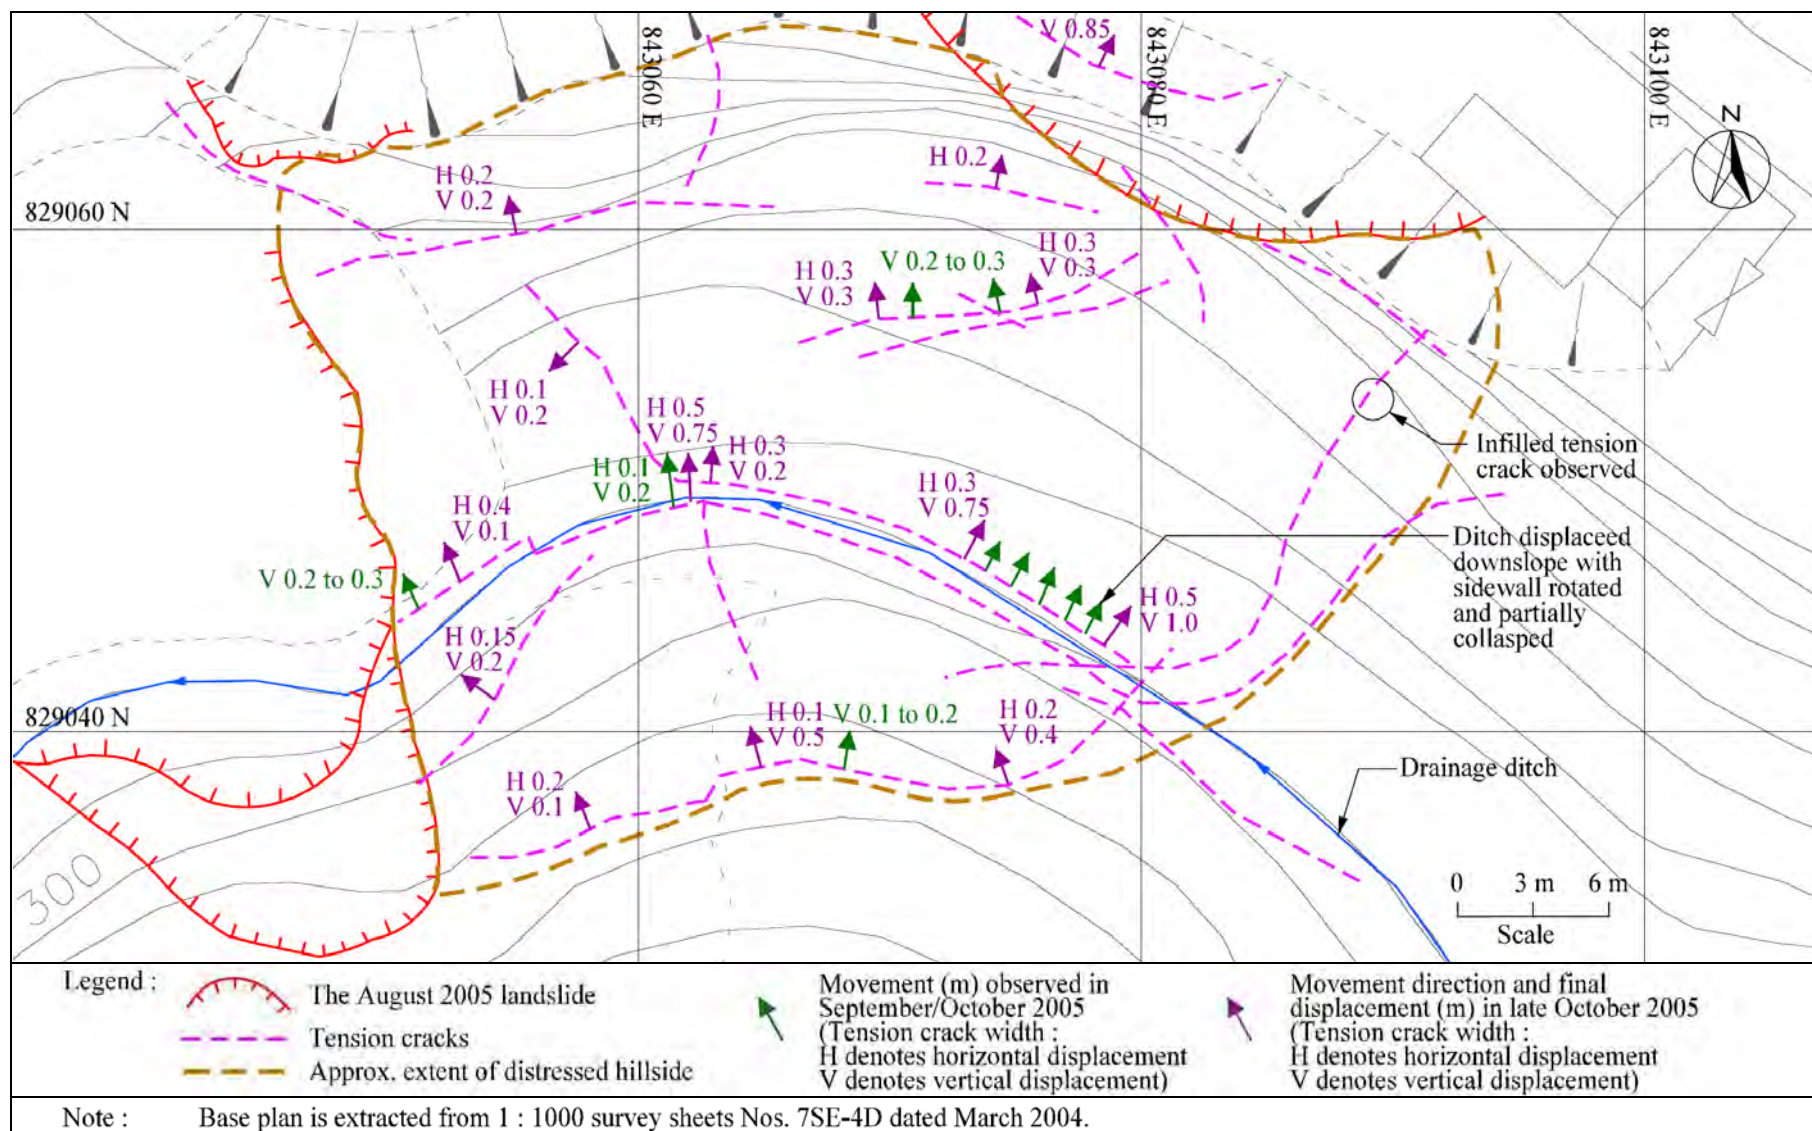 V 0.85
843060 E
843080 E
843100 E
N
H 0.2
H 0.2
V 0.2
829060 N
H 0.3
V 0.3
V 0.2 to 0.3
H 0.3
V 0.3
H 0.1
V 0.2
H 0.5
V 0.75
H 0.3
V 0.2
H 0.1
V 0.2
Infilled tension
crack observed
H 0.4
V 0.1
H 0.3
V 0.75
Ditch displaceed
downslope with
sidewall rotated
and partially
collasped
V 0.2 to 0.3
H 0.5
V 1.0
H 0.15
V 0.2
829040 N
H 0.1
V 0.5
V 0.1 to 0.2
H 0.2
V 0.4
H 0.2
V 0.1
Drainage ditch
300
0 3 m 6 m
Scale
Legend :
The August 2005 landslide
Tension cracks
Approx. extent of distressed hillside
Movement (m) observed in
September/October 2005
(Tension crack width :
H denotes horizontal displacement
V denotes vertical displacement)
Movement direction and final
displacement (m) in late October 2005
(Tension crack width :
H denotes horizontal displacement
V denotes vertical displacement)
Note : Base plan is extracted from 1 : 1000 survey sheets Nos. 7SE-4D dated March 2004.